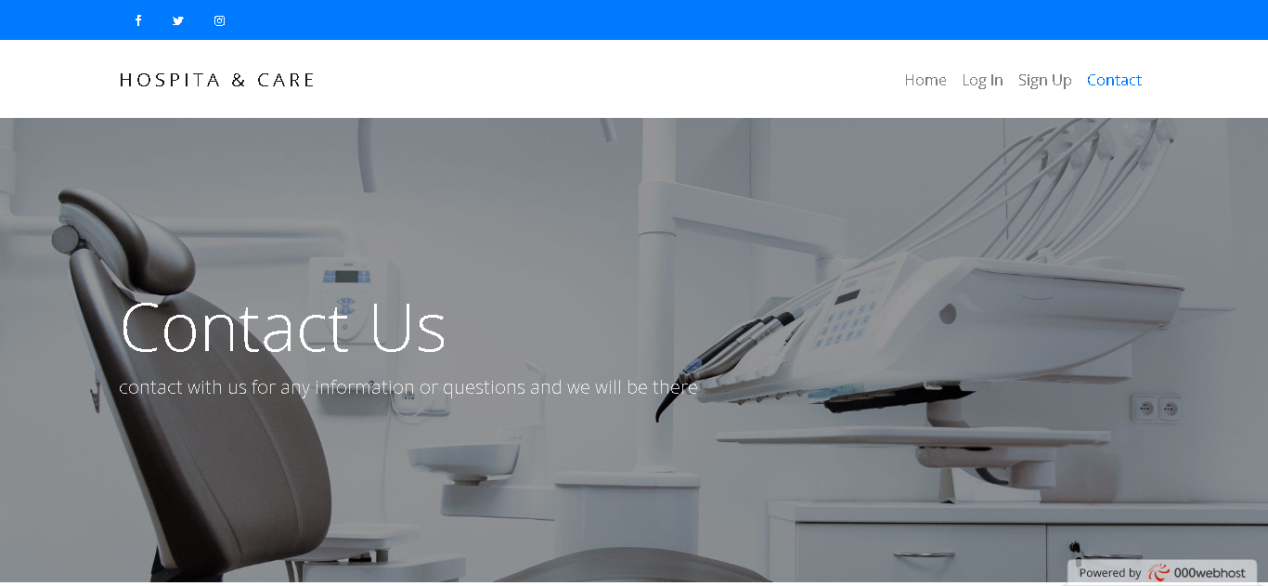 HOSPITA & CARE
Home Log In Sign Up Contact
Contact Us
contact with us for any information or questions and we will be there
Powered by 000webhost